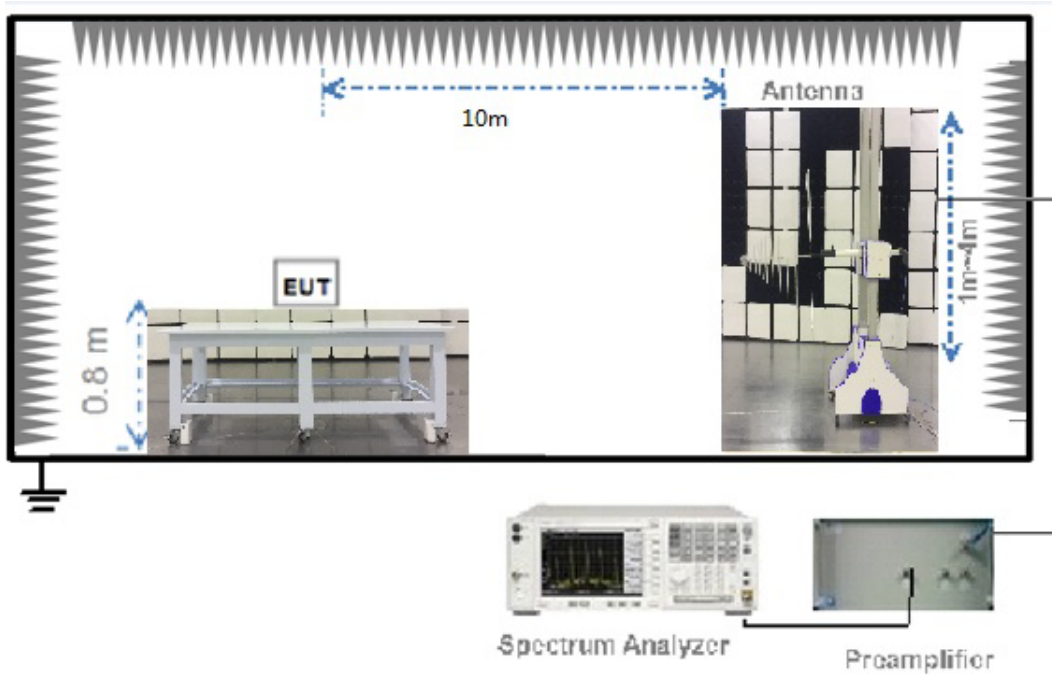 Antenna
10m
1m~4m
EUT
0.8 m
Spectrum Analyzer
Preamplifier